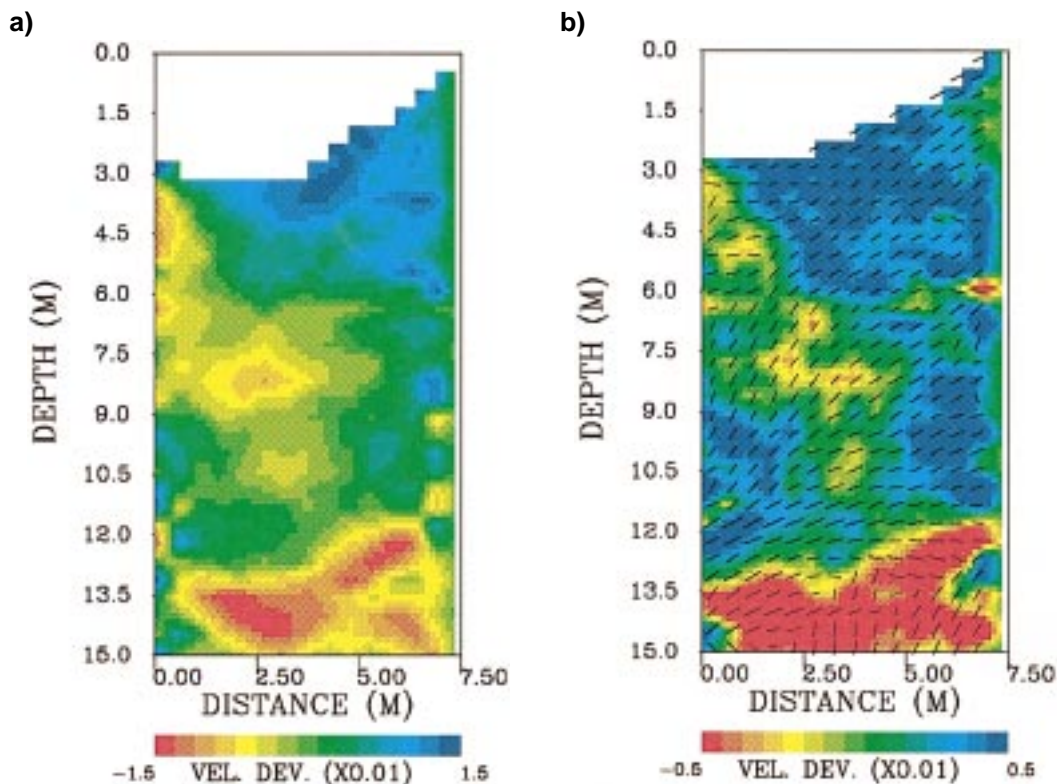 a)
0.0
1.5
3.0
4.5
6.0
7.5
9.0
10.5
12.0
13.5
15.0
DEPTH (M)
0.00 2.50 5.00 7.50
DISTANCE (M)
-1.5 VEL. DEV. (X0.01) 1.5
b)
0.0
1.5
3.0
4.5
6.0
7.5
9.0
10.5
12.0
13.5
15.0
DEPTH (M)
0.00 2.50 5.00 7.50
DISTANCE (M)
-0.5 VEL. DEV. (X0.01) 0.5